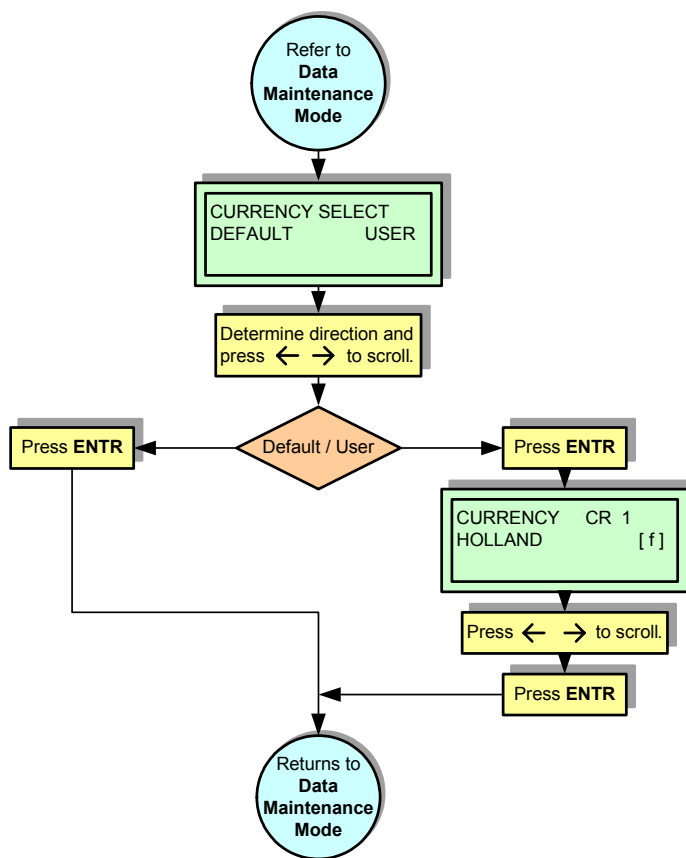 Refer to
Data
Maintenance
Mode
CURRENCY SELECT
DEFAULT USER
Determine direction and
press ← → to scroll.
Default / User
Press ENTR
Press ENTR
CURRENCY CR 1
HOLLAND [ f ]
Press ← → to scroll.
Press ENTR
Returns to
Data
Maintenance
Mode